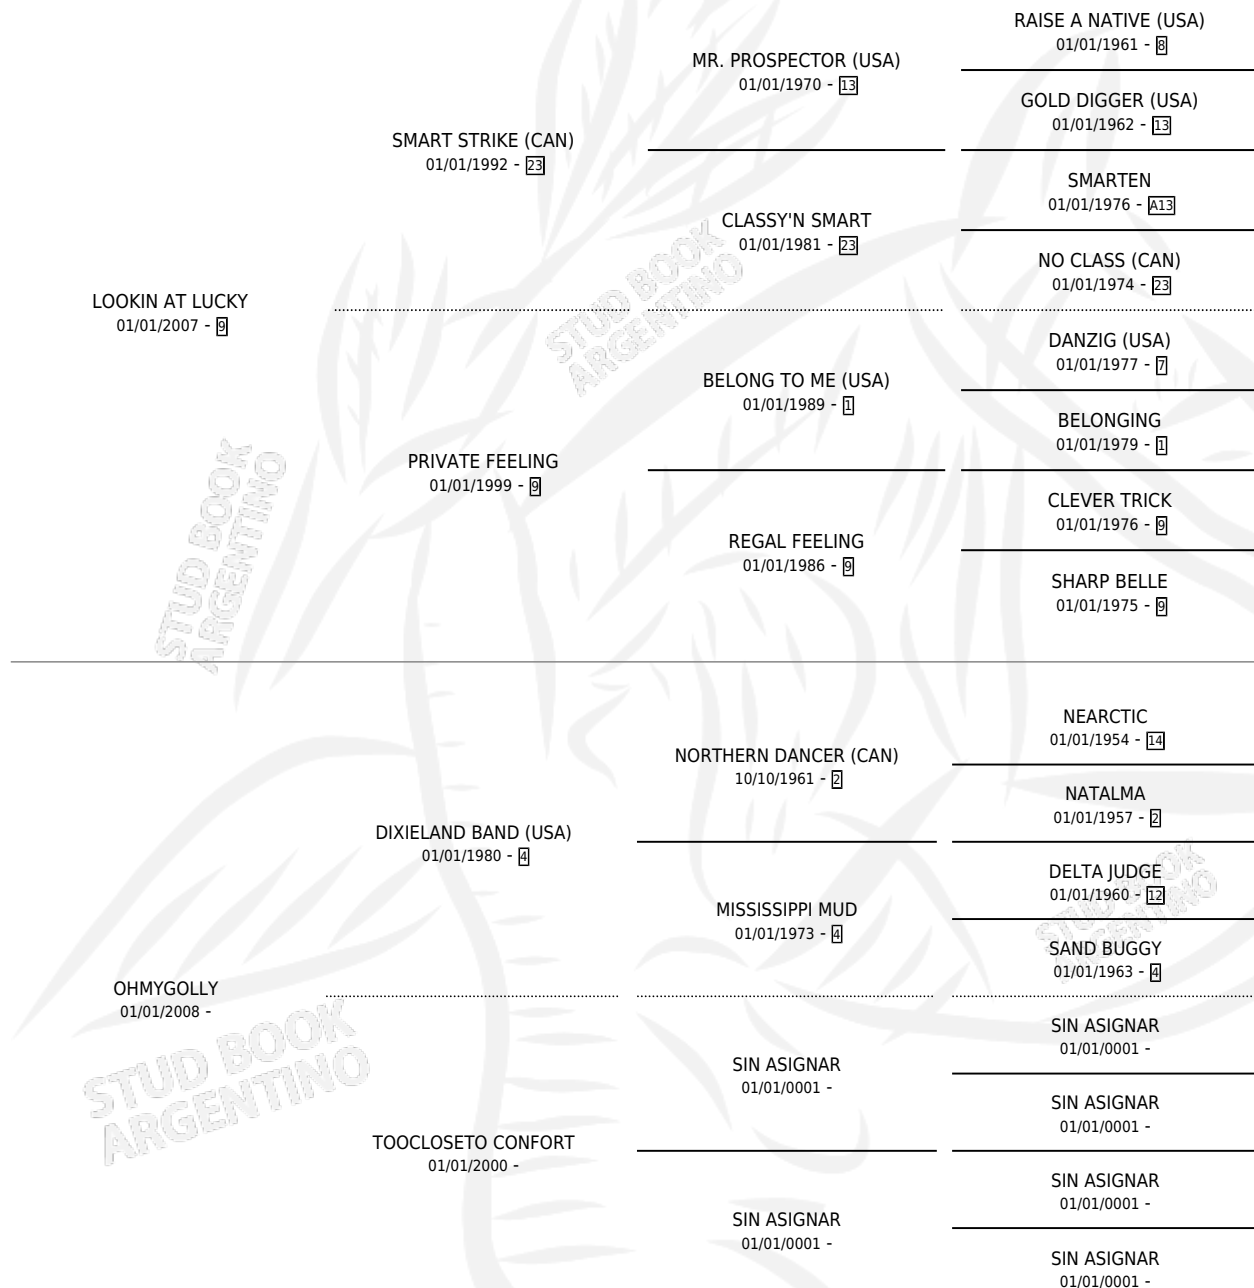 RAISE A NATIVE (USA)
01/01/1961 - 8
MR. PROSPECTOR (USA)
01/01/1970 - 13
GOLD DIGGER (USA)
01/01/1962 - 13
SMART STRIKE (CAN)
01/01/1992 - 23
SMARTEN
01/01/1976 - A13
CLASSY'N SMART
01/01/1981 - 23
NO CLASS (CAN)
01/01/1974 - 23
LOOKIN AT LUCKY
01/01/2007 - 9
DANZIG (USA)
01/01/1977 - 7
BELONG TO ME (USA)
01/01/1989 - 1
BELONGING
01/01/1979 - 1
PRIVATE FEELING
01/01/1999 - 9
CLEVER TRICK
01/01/1976 - 9
REGAL FEELING
01/01/1986 - 9
SHARP BELLE
01/01/1975 - 9
NEARCTIC
01/01/1954 - 14
NORTHERN DANCER (CAN)
10/10/1961 - 2
NATALMA
01/01/1957 - 2
DIXIELAND BAND (USA)
01/01/1980 - 4
DELTA JUDGE
01/01/1960 - 12
MISSISSIPPI MUD
01/01/1973 - 4
SAND BUGGY
01/01/1963 - 4
OHMYGOLLY
01/01/2008 -
SIN ASIGNAR
01/01/0001 -
SIN ASIGNAR
01/01/0001 -
SIN ASIGNAR
01/01/0001 -
TOOCLOSETO CONFORT
01/01/2000 -
SIN ASIGNAR
01/01/0001 -
SIN ASIGNAR
01/01/0001 -
SIN ASIGNAR
01/01/0001 -
STUD BOOK
ARGENTINO
STUD BOOK
ARGENTINO
STUD BOOK
ARGENTINO
STUD BOOK
ARGENTINO